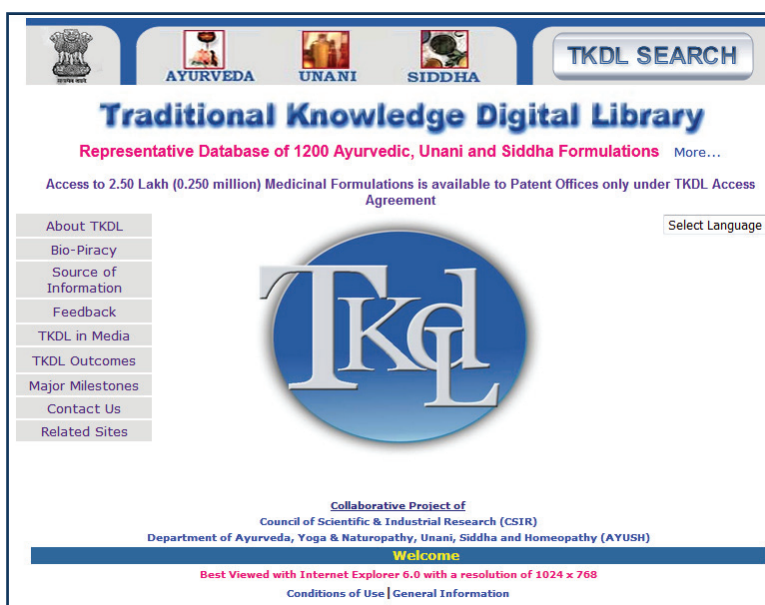 AYURVEDA
UNANI
SIDDHA
TKDL SEARCH
Traditional Knowledge Digital Library
Representative Database of 1200 Ayurvedic, Unani and Siddha Formulations More...
Access to 2.50 Lakh (0.250 million) Medicinal Formulations is available to Patent Offices only under TKDL Access
Agreement
About TKDL
Bio-Piracy
Source of
Information
Feedback
TKDL in Media
TKDL Outcomes
Major Milestones
Contact Us
Related Sites
Select Language
TKdL
Collaborative Project of
Council of Scientific & Industrial Research (CSIR)
Department of Ayurveda, Yoga & Naturopathy, Unani, Siddha and Homeopathy (AYUSH)
Welcome
Best Viewed with Internet Explorer 6.0 with a resolution of 1024 x 768
Conditions of Use | General Information